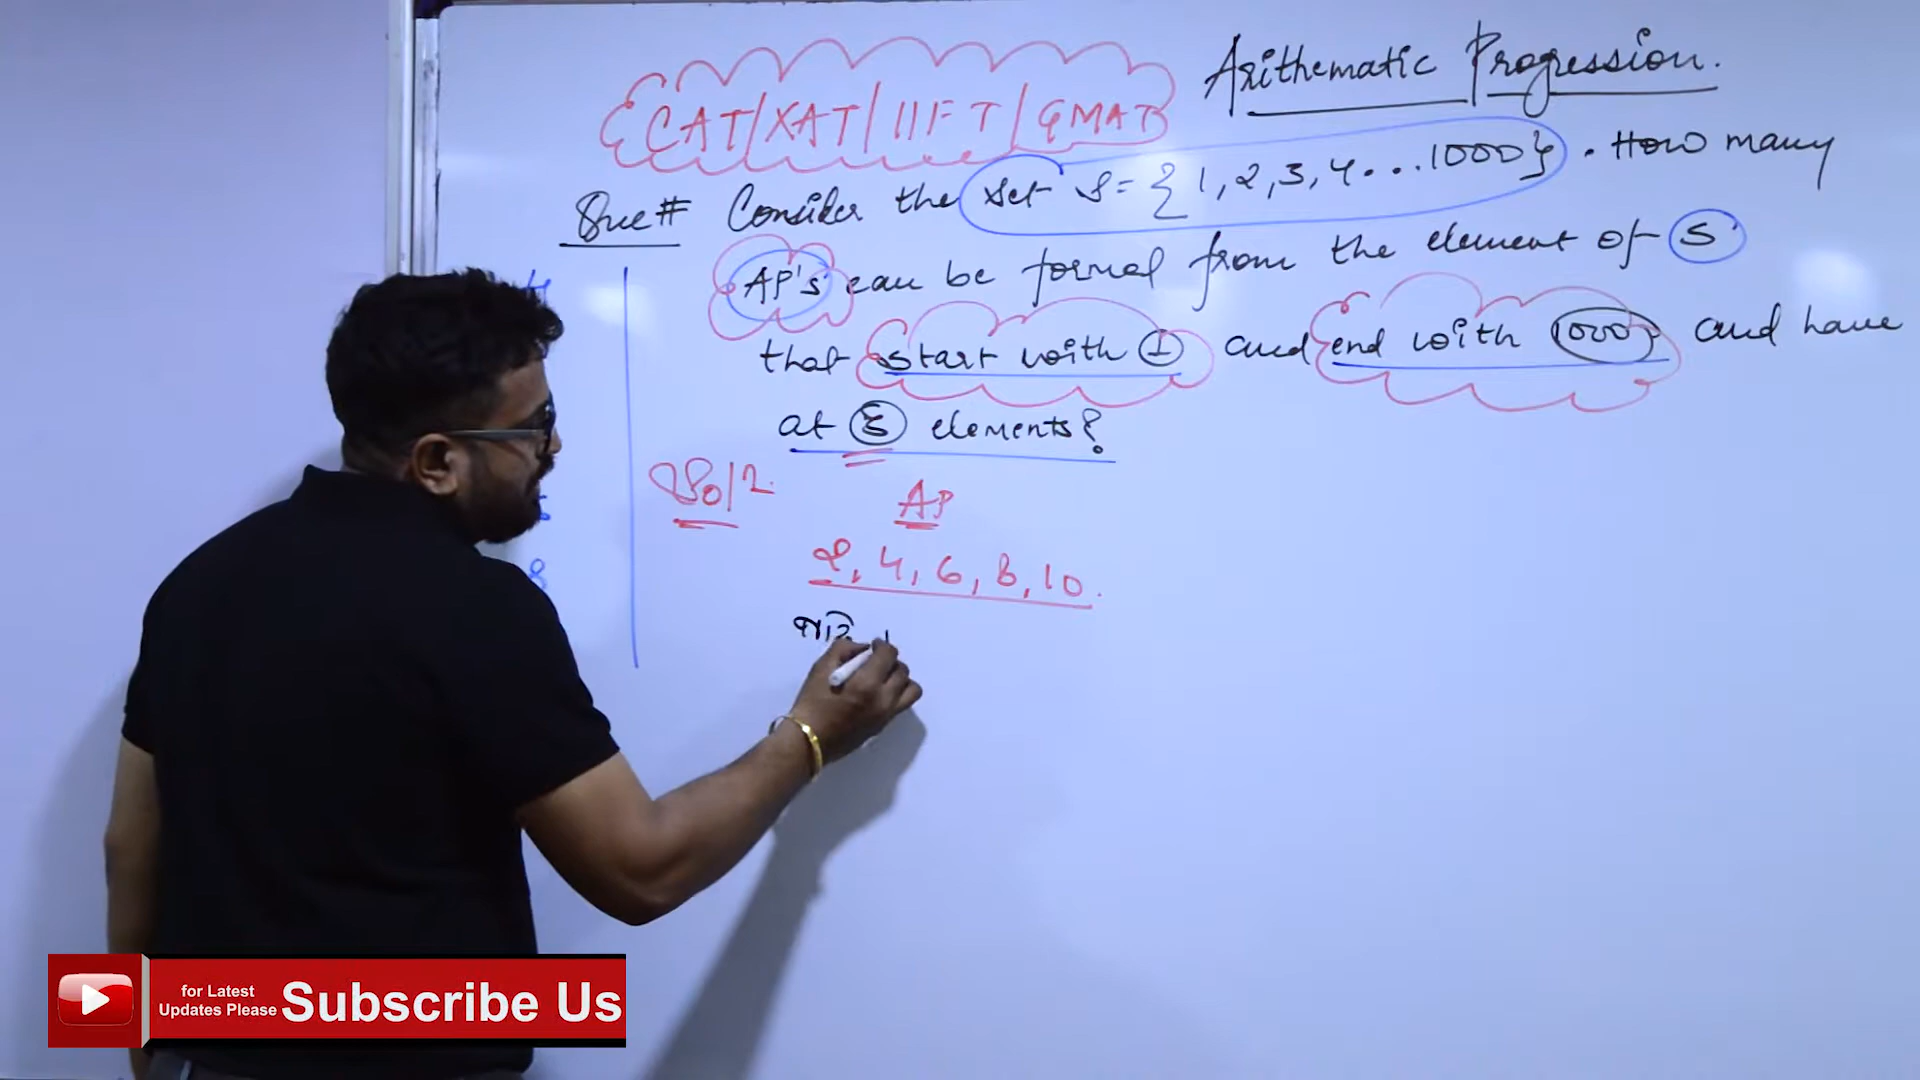 Arithematic Progression.
CAT/XAT/IIFT/GMAT
Que# Consider the set S = { 1, 2, 3, 4 . . . 1000 } . How many
AP's can be formed from the element of S
that start with 1 and end with 1000 and have
at 3 elements?
Sol^n.
AP
2, 4, 6, 8, 10.
8
for Latest
Updates Please
Subscribe Us